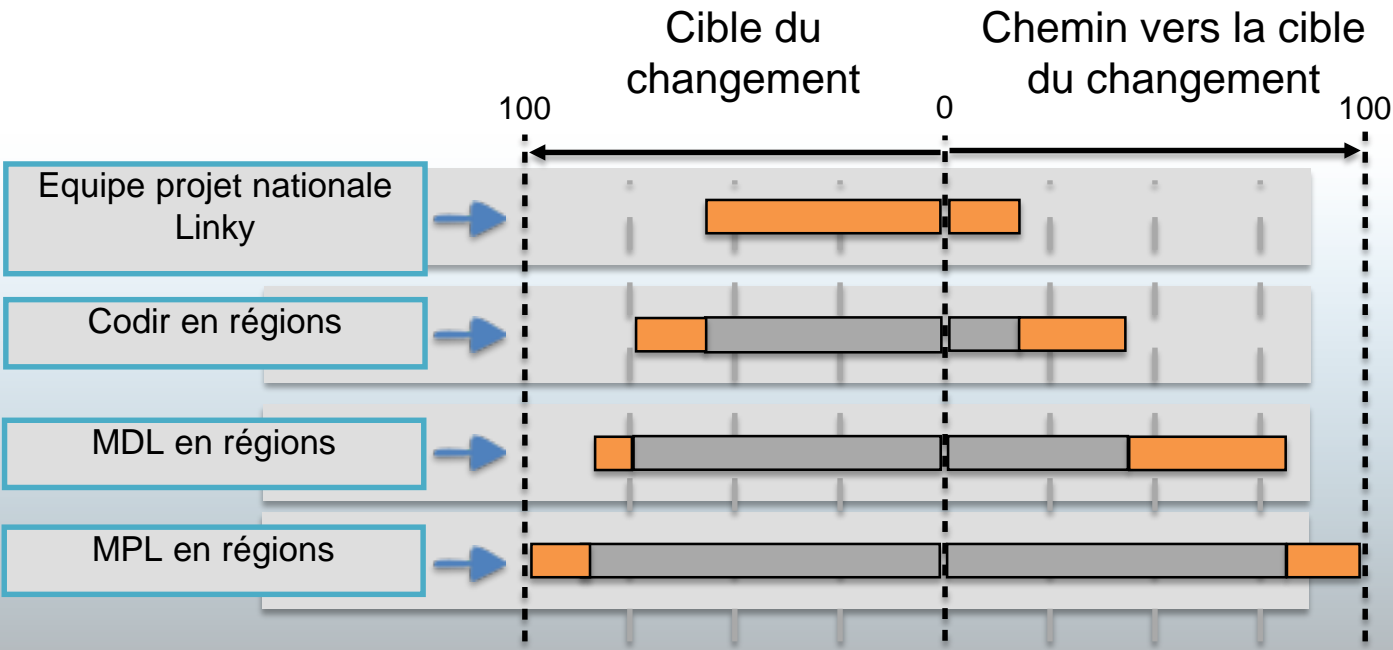 Cible du
changement
Chemin vers la cible
du changement
100
0
100
Equipe projet nationale
Linky
Codir en régions
MDL en régions
MPL en régions